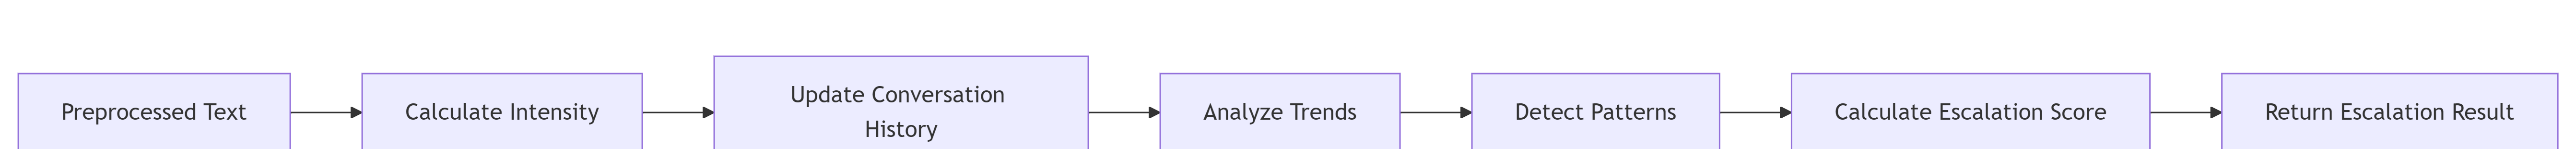 Preprocessed Text
Calculate Intensity
Update Conversation
History
Analyze Trends
Detect Patterns
Calculate Escalation Score
Return Escalation Result